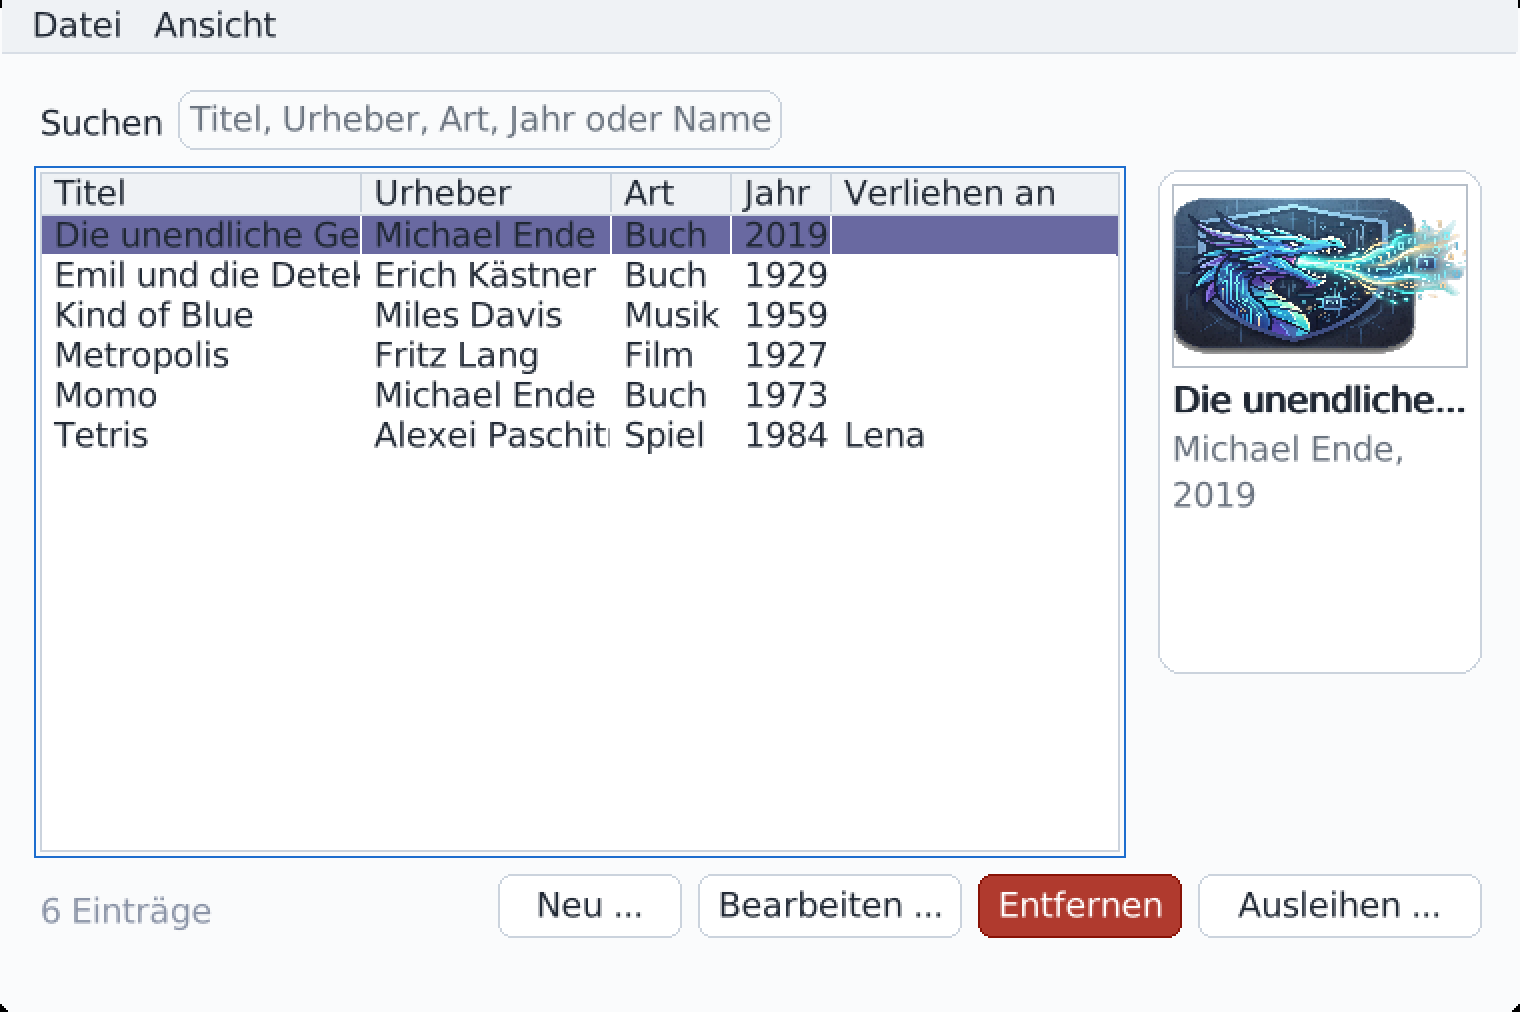 Datei Ansicht
Suchen Titel, Urheber, Art, Jahr oder Name
Titel Urheber Art Jahr Verliehen an
Die unendliche Ge Michael Ende Buch 2019
Emil und die Detek Erich Kästner Buch 1929
Kind of Blue Miles Davis Musik 1959
Metropolis Fritz Lang Film 1927
Momo Michael Ende Buch 1973
Tetris Alexei Paschit Spiel 1984 Lena
Die unendliche...
Michael Ende,
2019
6 Einträge Neu ... Bearbeiten ... Entfernen Ausleihen ...